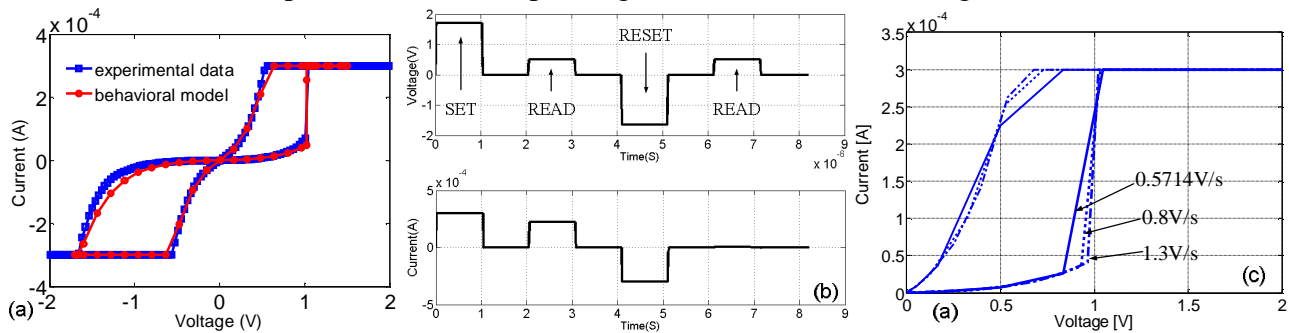 x 10^-4
4
2
0
-2
-4
Current (A)
experimental data
behavioral model
-2
-1
0
1
2
Voltage (V)
(a)
2
1
0
-1
-2
Voltage(V)
SET
READ
RESET
READ
0
1
2
3
4
5
6
7
8
9
Time(S)
x 10^-6
x 10^-4
5
0
-5
Current(A)
0
1
2
3
4
5
6
7
8
9
Time(S)
(b)
x 10^-4
4
3.5
3
2.5
2
1.5
1
0.5
0
Current [A]
0.5714V/s
0.8V/s
1.3V/s
0
0.5
1
1.5
2
Voltage [V]
(a)
(c)